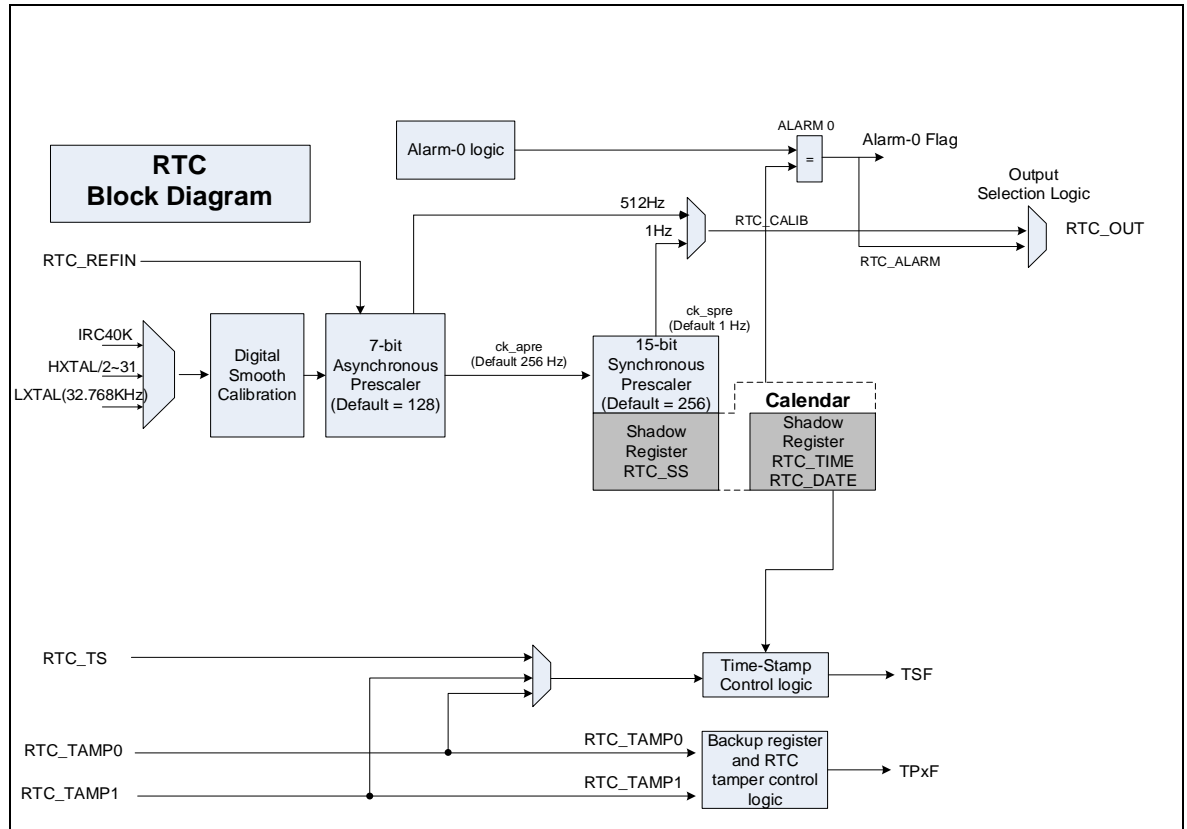 RTC
Block Diagram
Alarm-0 logic
ALARM 0
=
Alarm-0 Flag
Output
Selection Logic
RTC_OUT
512Hz
1Hz
RTC_CALIB
RTC_ALARM
RTC_REFIN
IRC40K
HXTAL/2~31
LXTAL(32.768KHz)
Digital
Smooth
Calibration
7-bit
Asynchronous
Prescaler
(Default = 128)
ck_apre
(Default 256 Hz)
ck_spre
(Default 1 Hz)
15-bit
Synchronous
Prescaler
(Default = 256)
Shadow
Register
RTC_SS
Calendar
Shadow
Register
RTC_TIME
RTC_DATE
RTC_TS
Time-Stamp
Control logic
TSF
RTC_TAMP0
RTC_TAMP0
RTC_TAMP1
RTC_TAMP1
Backup register
and RTC
tamper control
logic
TPxF